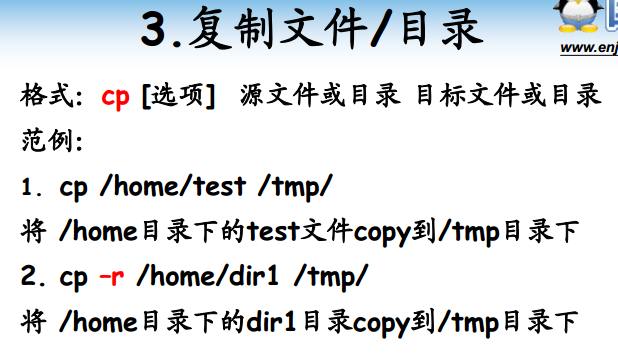 3.复制文件/目录
www.enj
格式: cp [选项] 源文件或目录 目标文件或目录
范例:
1. cp /home/test /tmp/
将 /home目录下的test文件copy到/tmp目录下
2. cp –r /home/dir1 /tmp/
将 /home目录下的dir1目录copy到/tmp目录下